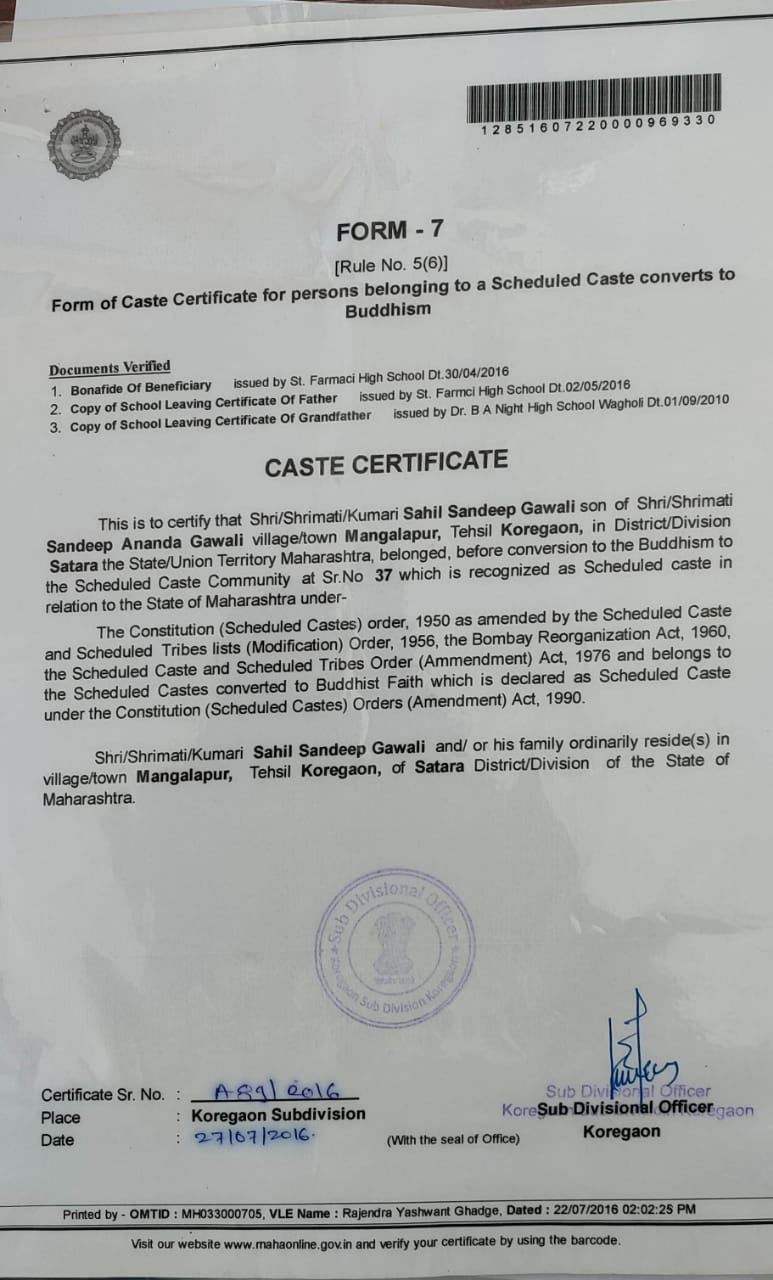 12851607220000969330
FORM - 7
[Rule No. 5(6)]
Form of Caste Certificate for persons belonging to a Scheduled Caste converts to
Buddhism
Documents Verified
1. Bonafide Of Beneficiary issued by St. Farmaci High School Dt.30/04/2016
2. Copy of School Leaving Certificate Of Father issued by St. Farmci High School Dt.02/05/2016
3. Copy of School Leaving Certificate Of Grandfather issued by Dr. B A Night High School Wagholi Dt.01/09/2010
CASTE CERTIFICATE
This is to certify that Shri/Shrimati/Kumari Sahil Sandeep Gawali son of Shri/Shrimati
Sandeep Ananda Gawali village/town Mangalapur, Tehsil Koregaon, in District/Division
Satara the State/Union Territory Maharashtra, belonged, before conversion to the Buddhism to
the Scheduled Caste Community at Sr.No 37 which is recognized as Scheduled caste in
relation to the State of Maharashtra under-
The Constitution (Scheduled Castes) order, 1950 as amended by the Scheduled Caste
and Scheduled Tribes lists (Modification) Order, 1956, the Bombay Reorganization Act, 1960,
the Scheduled Caste and Scheduled Tribes Order (Ammendment) Act, 1976 and belongs to
the Scheduled Castes converted to Buddhist Faith which is declared as Scheduled Caste
under the Constitution (Scheduled Castes) Orders (Amendment) Act, 1990.
Shri/Shrimati/Kumari Sahil Sandeep Gawali and/ or his family ordinarily reside(s) in
village/town Mangalapur, Tehsil Koregaon, of Satara District/Division of the State of
Maharashtra.
Sub Divisional Officer
Koregaon Sub Division Koregaon
Certificate Sr. No. : A 89/2016
Place : Koregaon Subdivision
Date : 27/07/2016.
(With the seal of Office)
Sub Divisional Officer
Sub Divisional Officer
Koregaon
Printed by - OMTID : MH033000705, VLE Name : Rajendra Yashwant Ghadge, Dated : 22/07/2016 02:02:25 PM
Visit our website www.mahaonline.gov.in and verify your certificate by using the barcode.